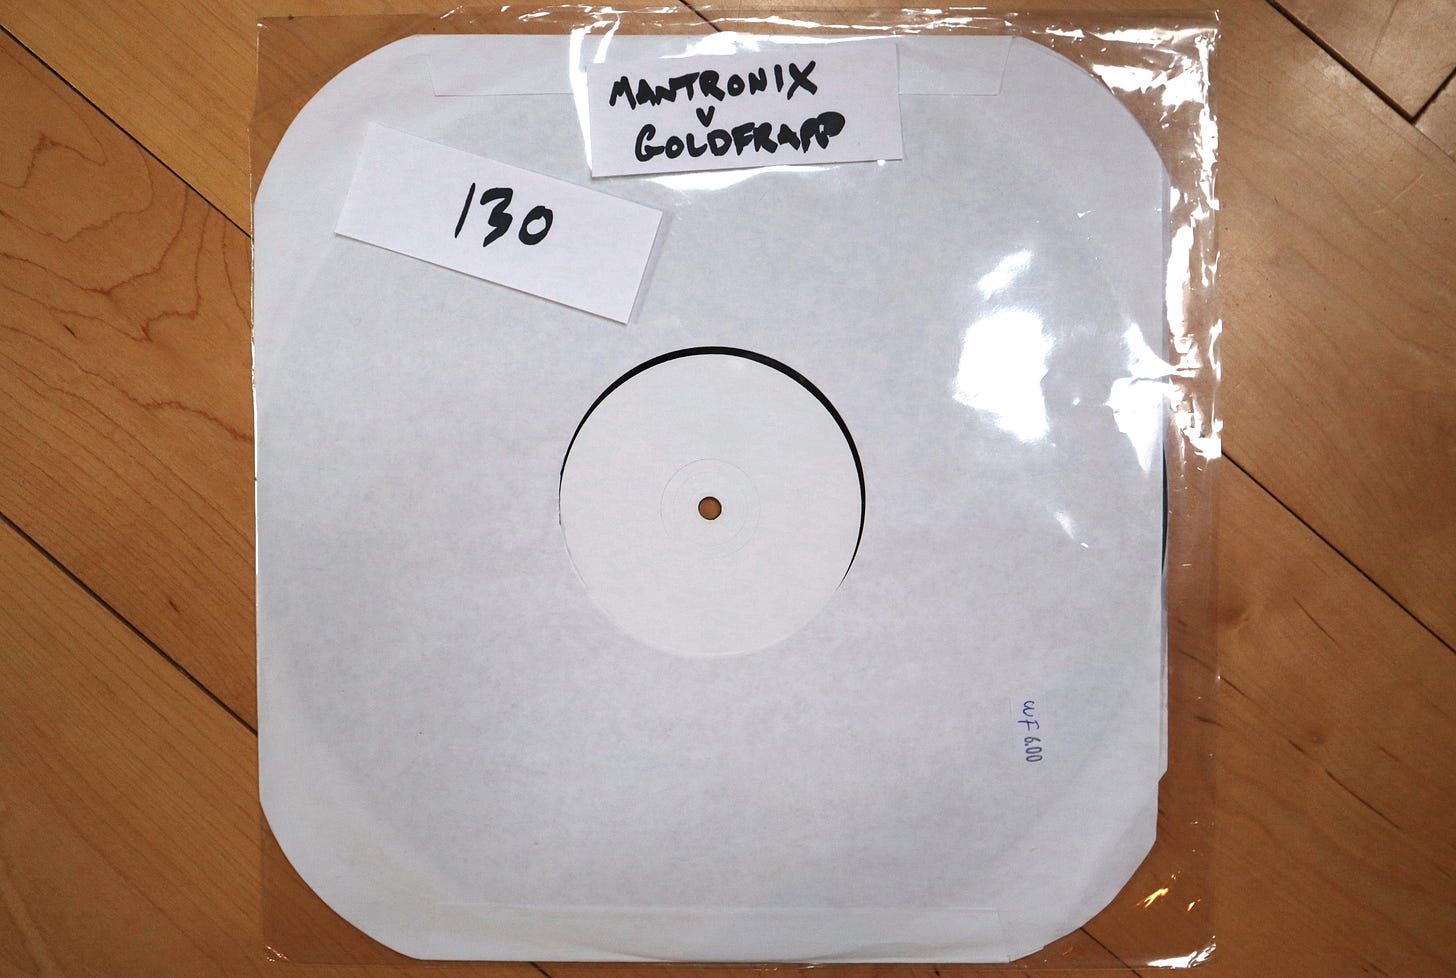 MANTRONIX
V
GOLDFRAPP
130
WF 6.00